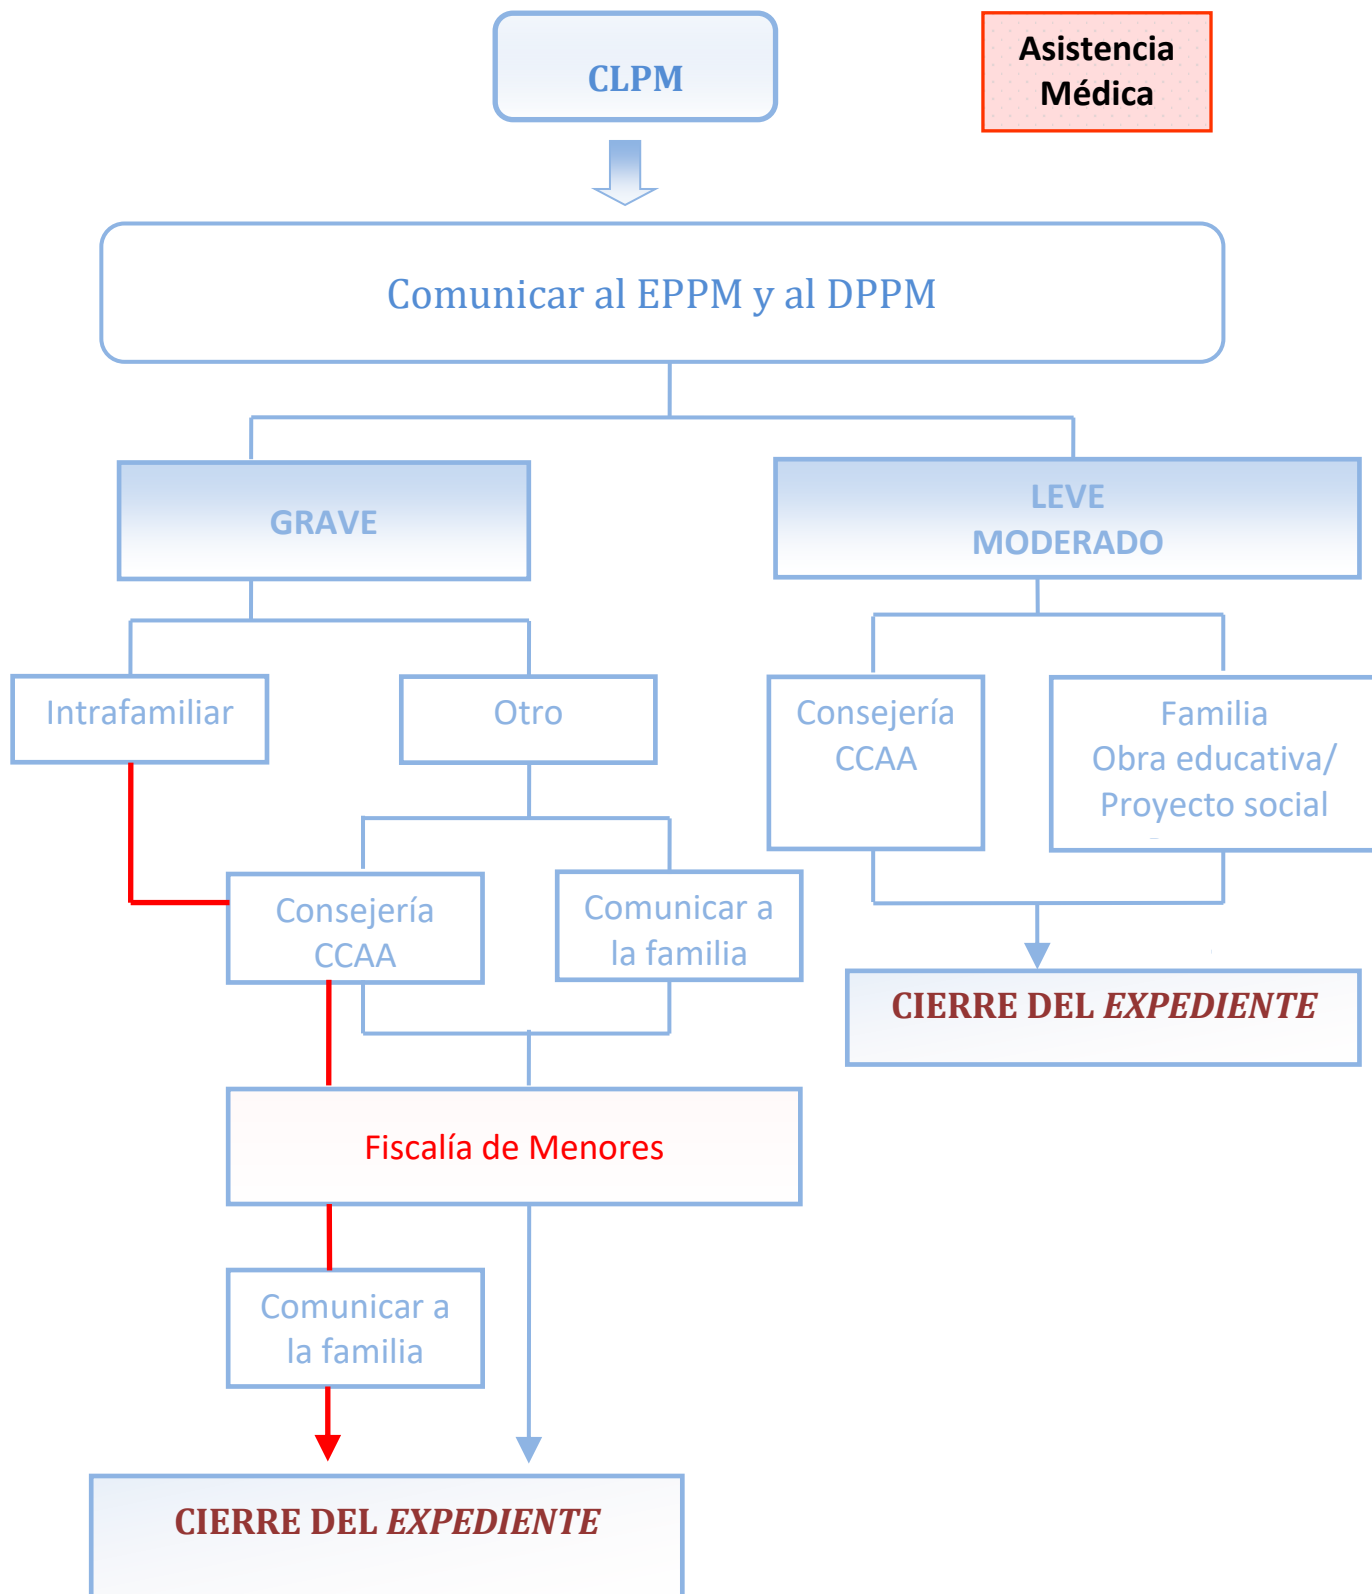 CLPM
Asistencia
Médica
Comunicar al EPPM y al DPPM
GRAVE
LEVE
MODERADO
Intrafamiliar
Otro
Consejería
CCAA
Familia
Obra educativa/
Proyecto social
Consejería
CCAA
Comunicar a
la familia
CIERRE DEL EXPEDIENTE
Fiscalía de Menores
Comunicar a
la familia
CIERRE DEL EXPEDIENTE